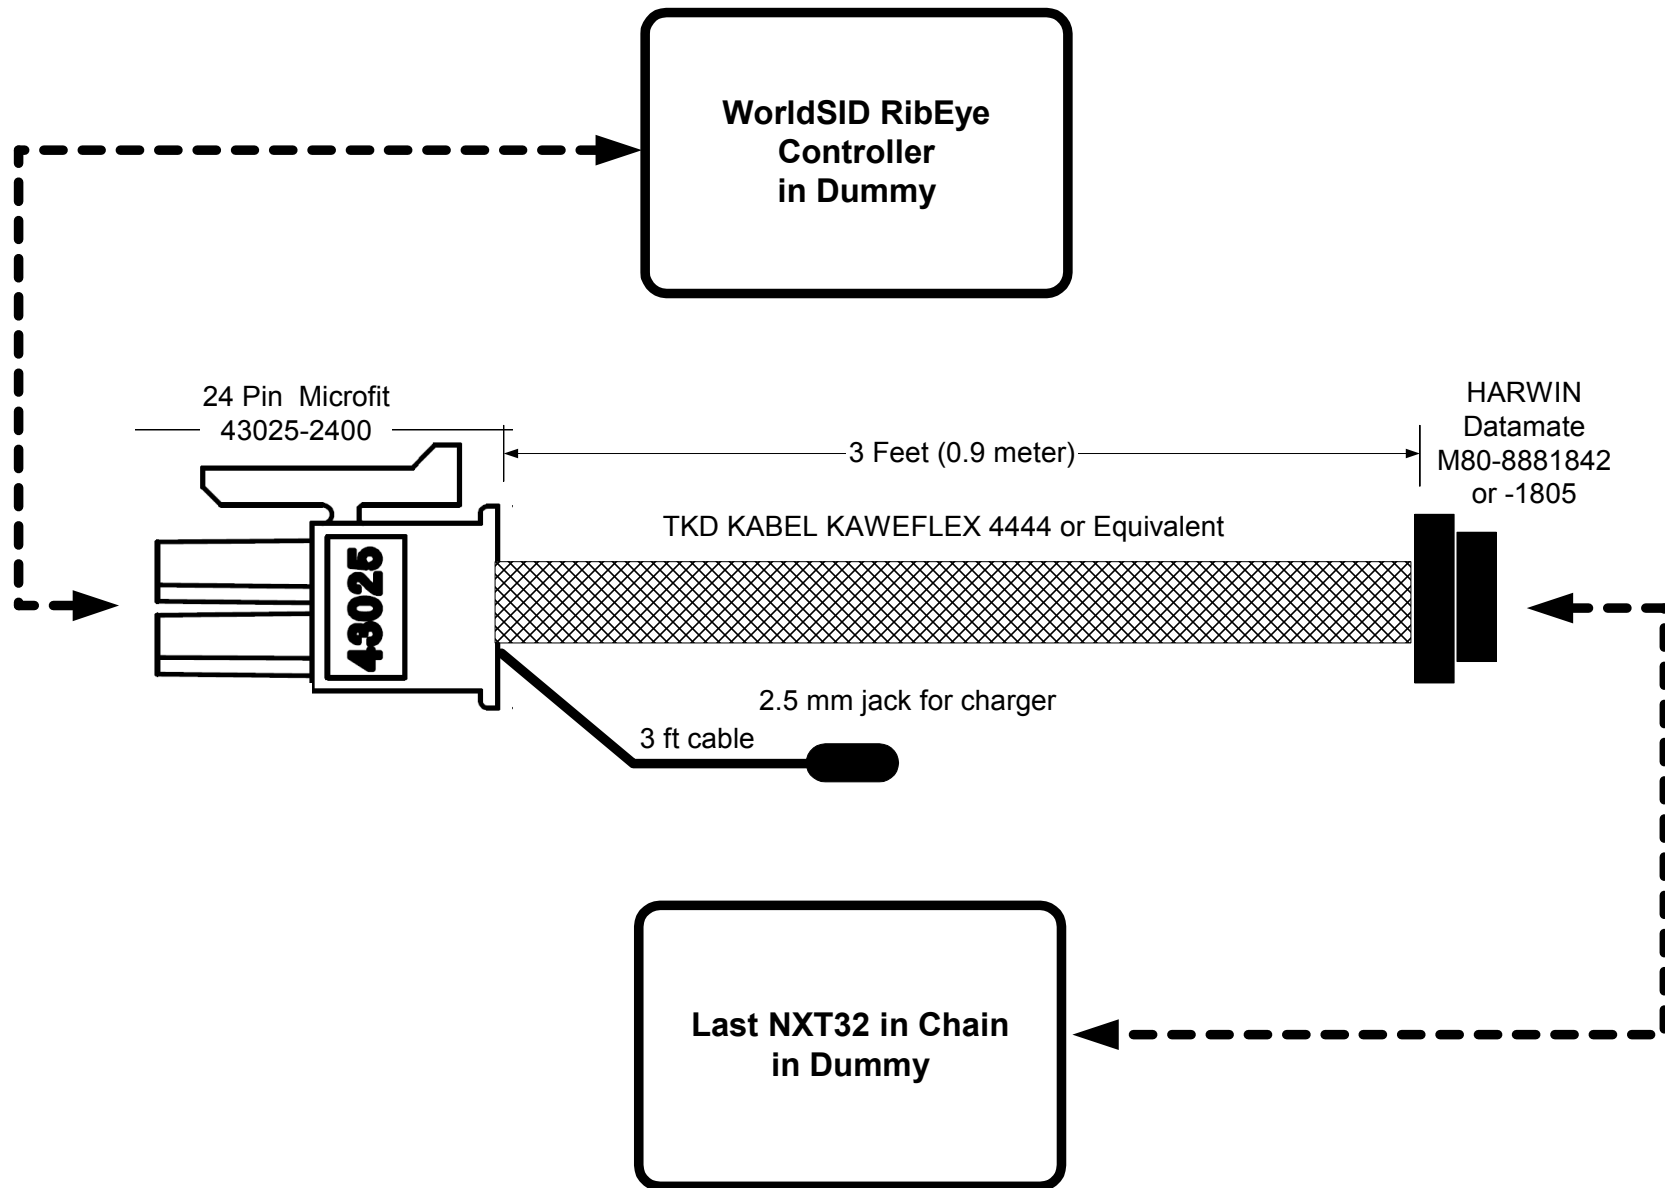 WorldSID RibEye
Controller
in Dummy
24 Pin  Microfit
43025-2400
3 Feet (0.9 meter)
HARWIN
Datamate
M80-8881842
or -1805
TKD KABEL KAWEFLEX 4444 or Equivalent
43025
2.5 mm jack for charger
3 ft cable
Last NXT32 in Chain
in Dummy